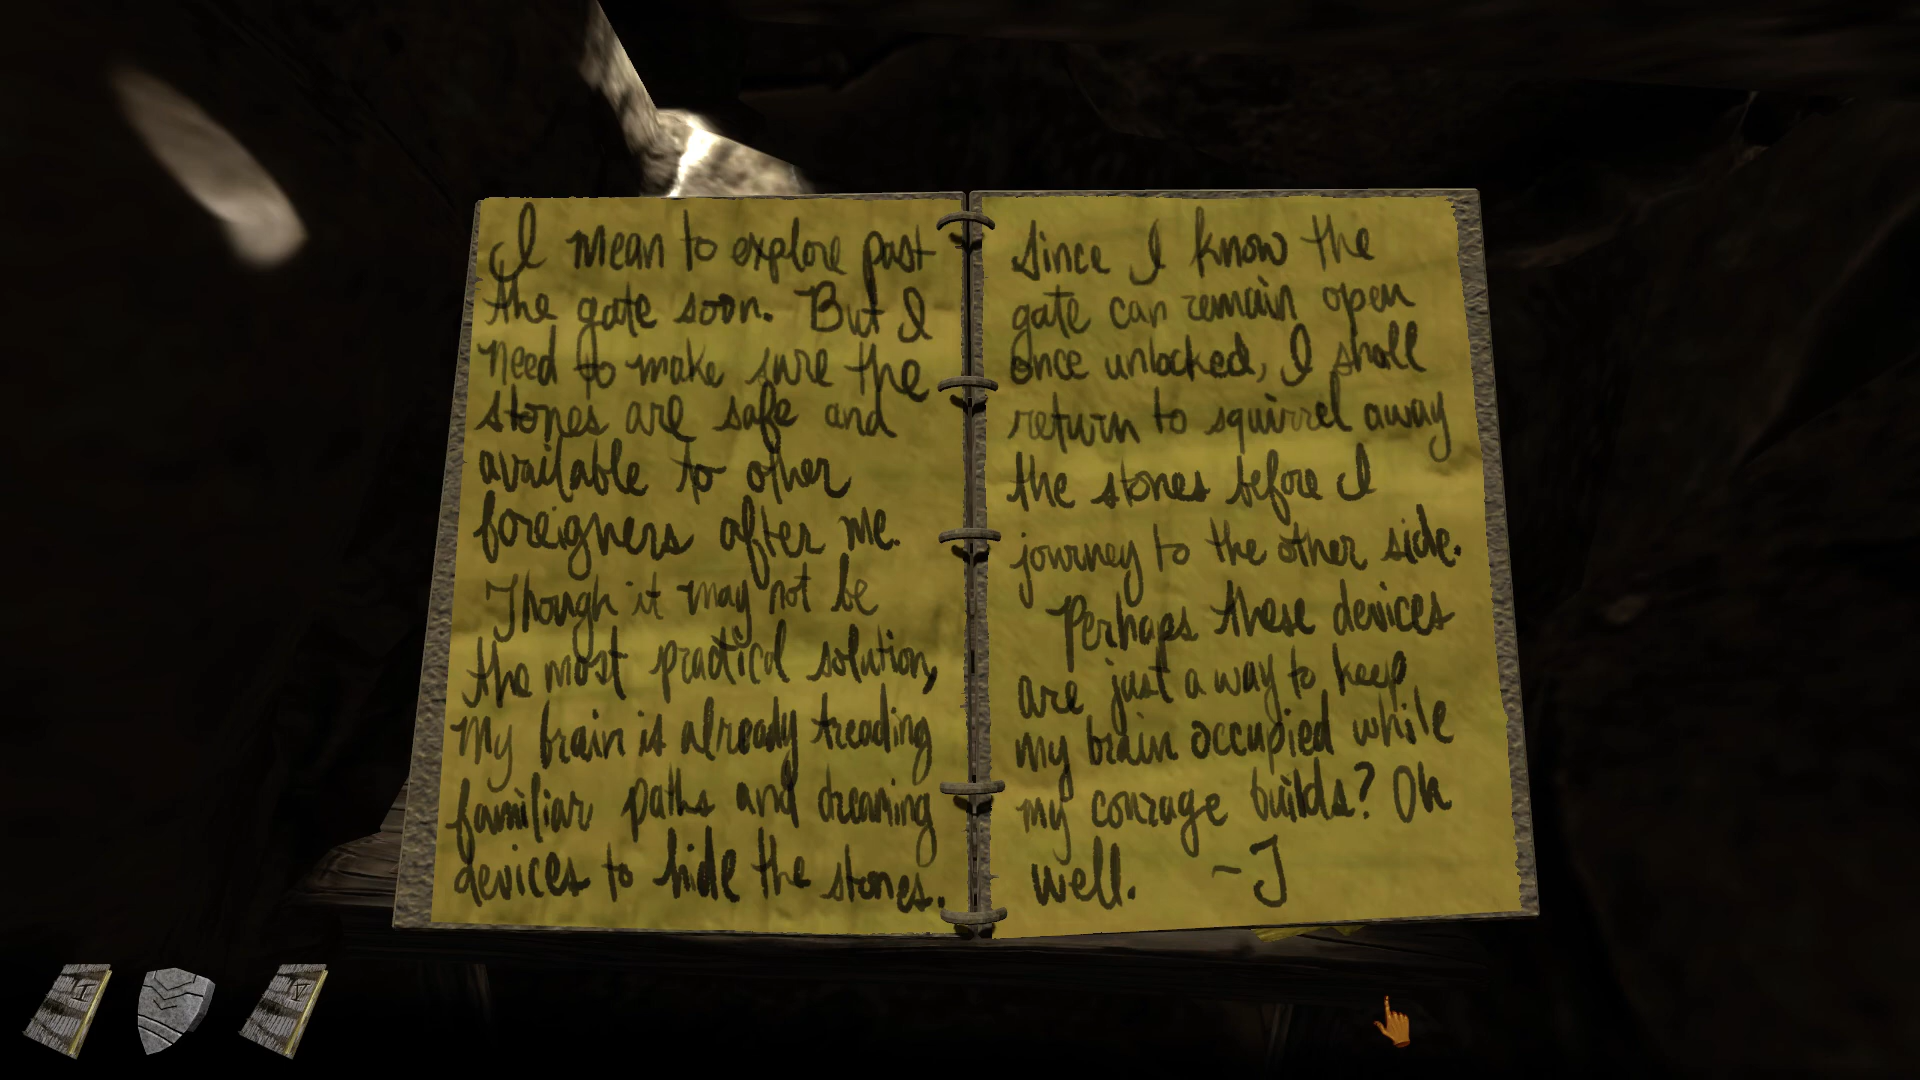 I mean to explore past
the gate soon. But I
need to make sure the
stones are safe and
available to other
foreigners after me.
Though it may not be
the most practical solution,
my brain is already treading
familiar paths and dreaming
devices to hide the stones.
Since I know the
gate can remain open
once unlocked, I shall
return to squirrel away
the stones before I
journey to the other side.
Perhaps these devices
are just a way to keep
my brain occupied while
my courage builds? Oh
well. ~J